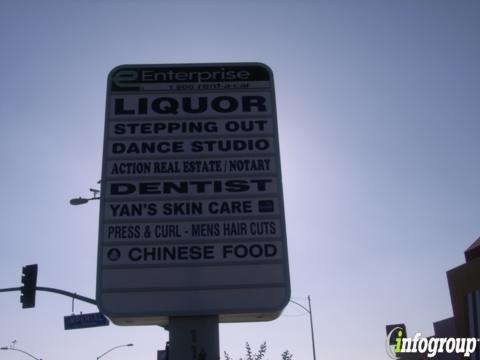 e Enterprise
1 800 rent-a-car
LIQUOR
STEPPING OUT
DANCE STUDIO
ACTION REAL ESTATE / NOTARY
DENTIST
YAN'S SKIN CARE
PRESS & CURL - MENS HAIR CUTS
CHINESE FOOD
infogroup.com